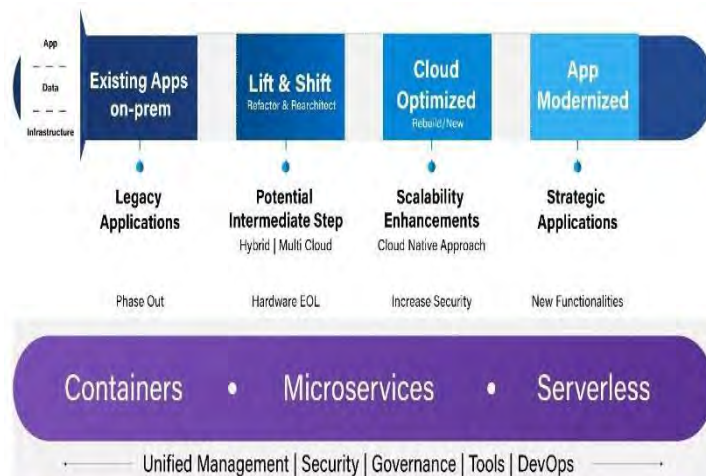 App
Data
Infrastructure
Existing Apps
on-prem
Lift & Shift
Refactor & Rearchitect
Cloud
Optimized
Rebuild/New
App
Modernized
Legacy
Applications
Potential
Intermediate Step
Hybrid | Multi Cloud
Scalability
Enhancements
Cloud Native Approach
Strategic
Applications
Phase Out
Hardware EOL
Increase Security
New Functionalities
Containers • Microservices • Serverless
Unified Management | Security | Governance | Tools | DevOps